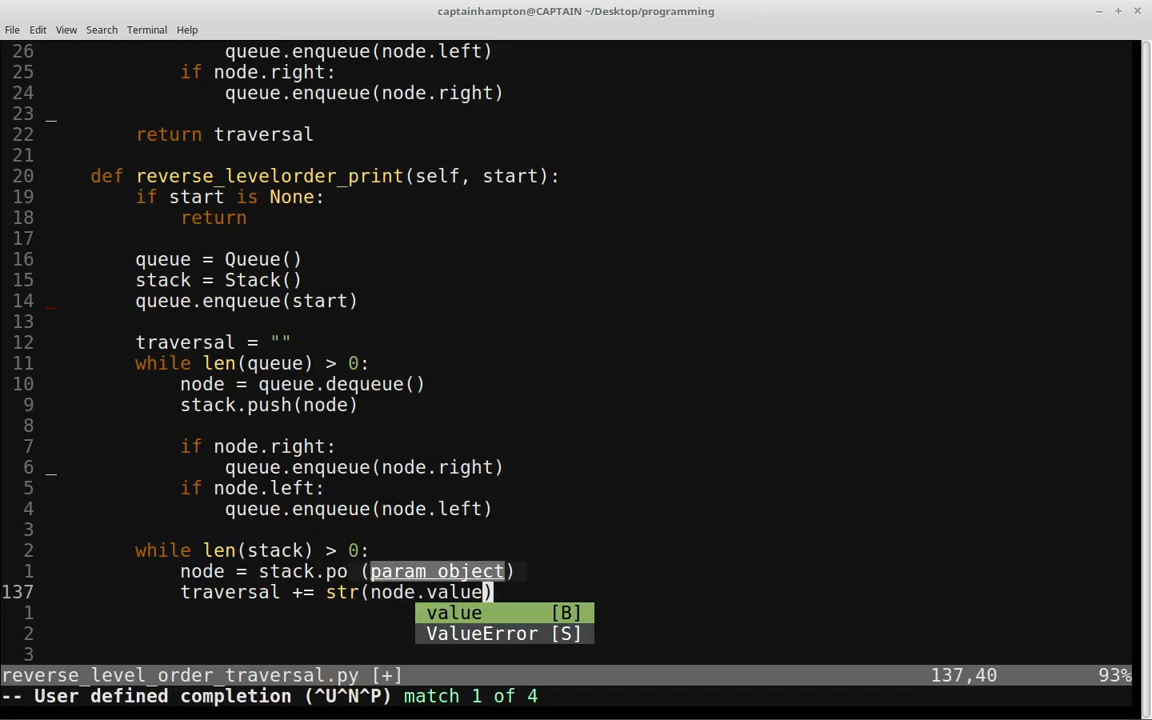 captainhampton@CAPTAIN ~/Desktop/programming
File Edit View Search Terminal Help
26 queue.enqueue(node.left)
25 if node.right:
24 queue.enqueue(node.right)
23 _
22 return traversal
21
20 def reverse_levelorder_print(self, start):
19 if start is None:
18 return
17
16 queue = Queue()
15 stack = Stack()
14 _ queue.enqueue(start)
13
12 traversal = ""
11 while len(queue) > 0:
10 node = queue.dequeue()
9 stack.push(node)
8
7 if node.right:
6 _ queue.enqueue(node.right)
5 if node.left:
4 queue.enqueue(node.left)
3
2 while len(stack) > 0:
1 node = stack.po (param object)
137 traversal += str(node.value)
1 value [B]
2 ValueError [S]
3
reverse_level_order_traversal.py [+] 137,40 93%
-- User defined completion (^U^N^P) match 1 of 4